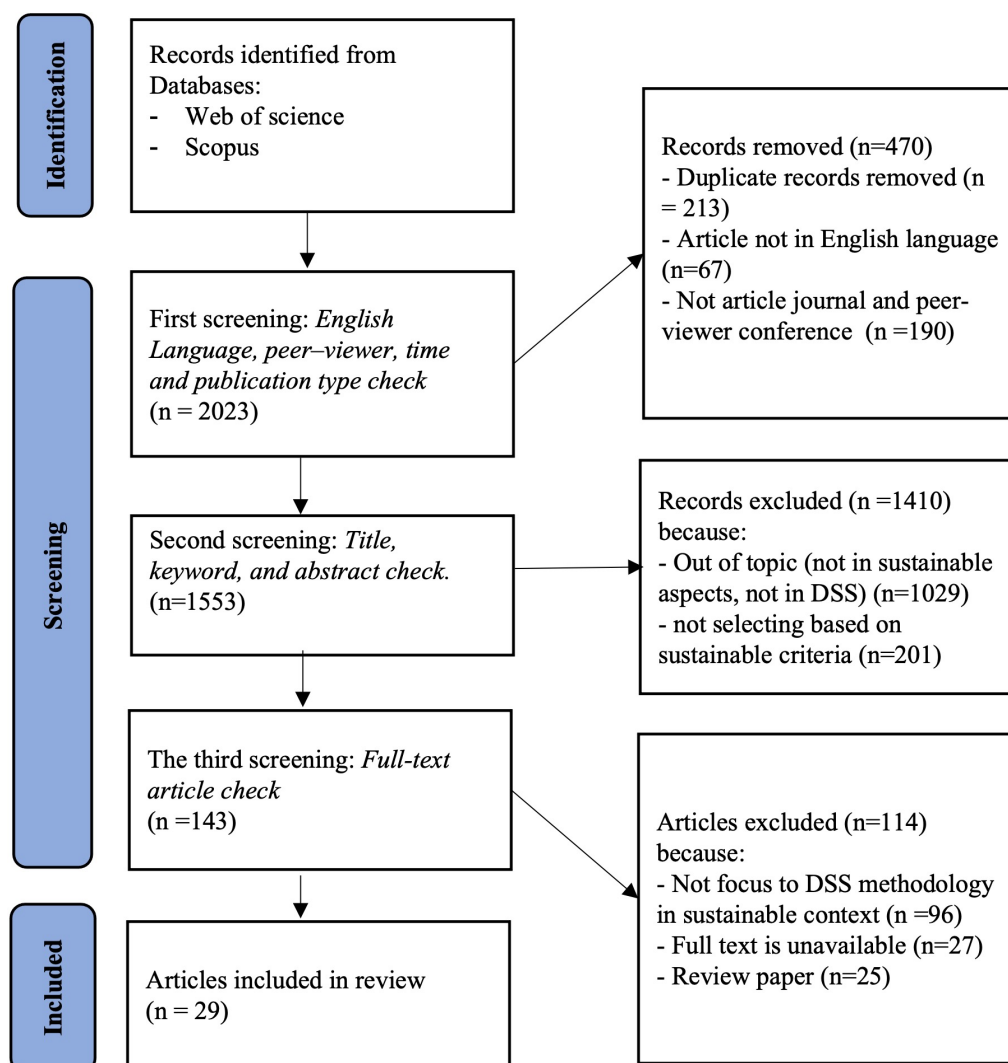 Identification
Records identified from
Databases:
- Web of science
- Scopus
Records removed (n=470)
- Duplicate records removed (n
= 213)
- Article not in English language
(n=67)
- Not article journal and peer-
viewer conference (n =190)
Screening
First screening: English
Language, peer–viewer, time
and publication type check
(n = 2023)
Second screening: Title,
keyword, and abstract check.
(n=1553)
Records excluded (n =1410)
because:
- Out of topic (not in sustainable
aspects, not in DSS) (n=1029)
- not selecting based on
sustainable criteria (n=201)
The third screening: Full-text
article check
(n =143)
Articles excluded (n=114)
because:
- Not focus to DSS methodology
in sustainable context (n =96)
- Full text is unavailable (n=27)
- Review paper (n=25)
Included
Articles included in review
(n = 29)